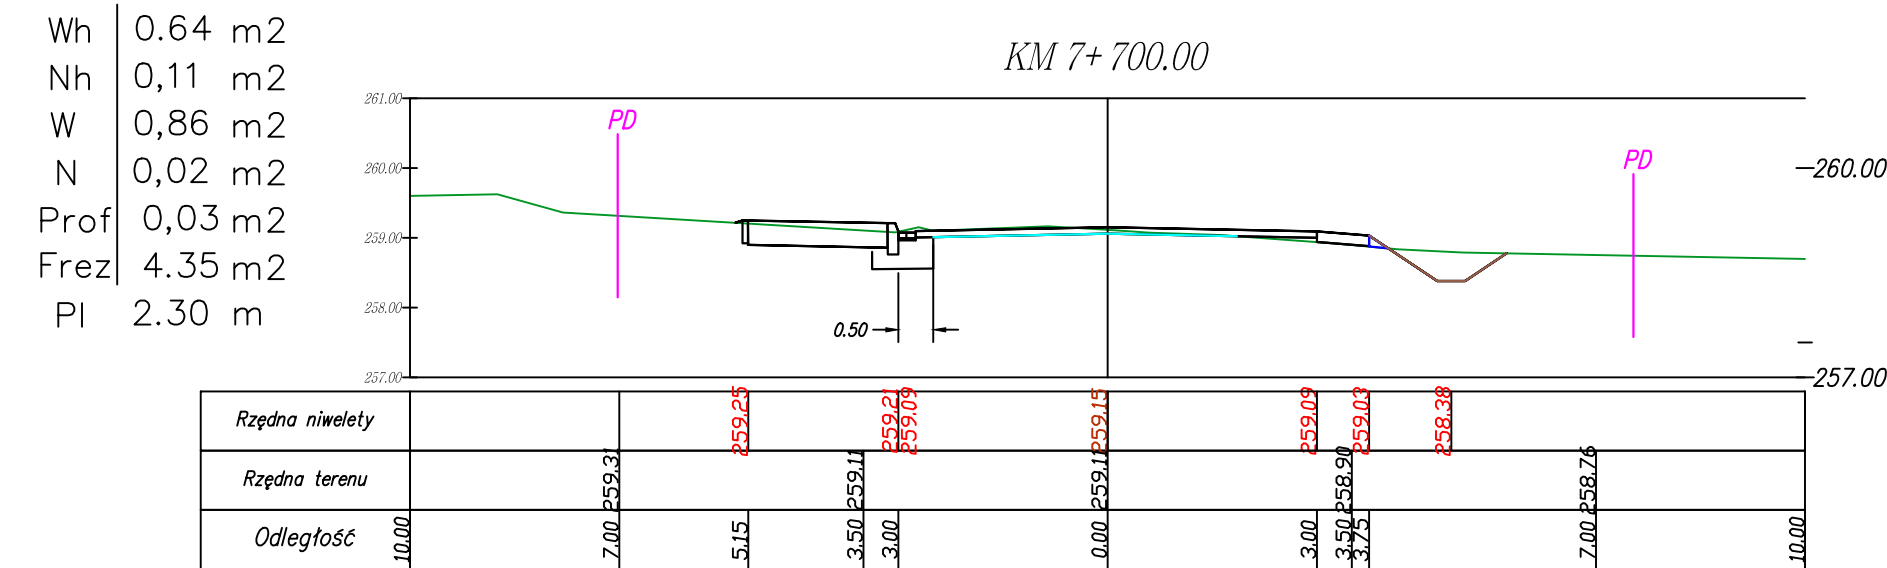 Wh 0.64 m2
Nh 0,11 m2
W 0,86 m2
N 0,02 m2
Prof 0,03 m2
Frez 4.35 m2
Pl 2.30 m
KM 7+700.00
261.00
260.00
259.00
258.00
257.00
PD
PD
260.00
257.00
0.50
Rzędna niwelety 259.25 259.21 259.09 259.15 259.09 259.03 258.38
Rzędna terenu 259.31 259.11 259.11 258.90 258.76
Odległość 10.00 7.00 5.15 3.50 3.00 0.00 3.00 3.50 3.75 7.00 10.00